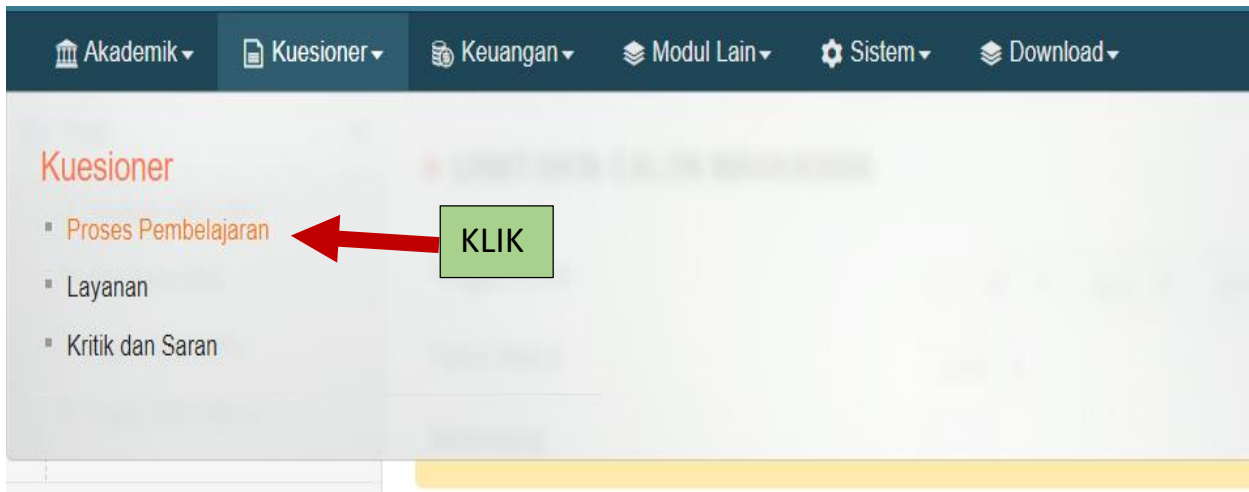 Akademik Kuesioner Keuangan Modul Lain Sistem Download
Kuesioner
Proses Pembelajaran
KLIK
Layanan
Kritik dan Saran